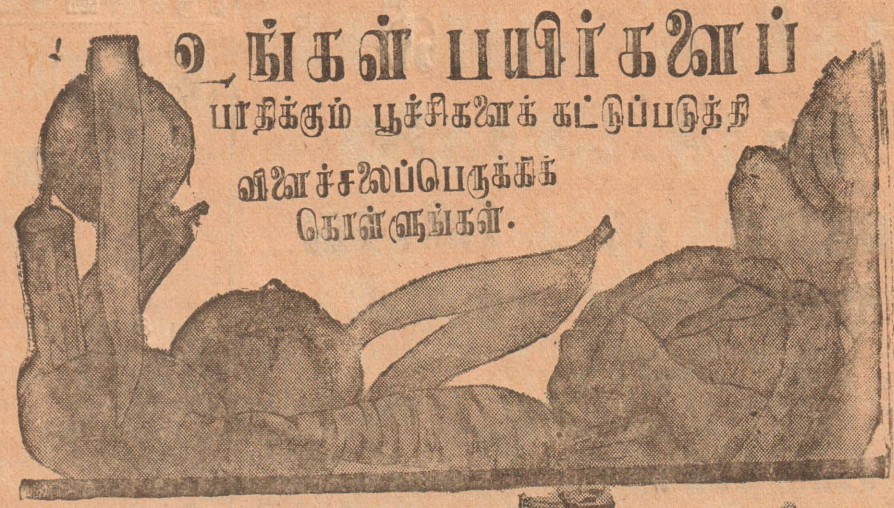 உங்கள் பயிர்களைப்
பாதிக்கும் பூச்சிகளைக் கட்டுப்படுத்தி
விளைச்சலைப்பெருக்கிக்
கொள்ளுங்கள்.